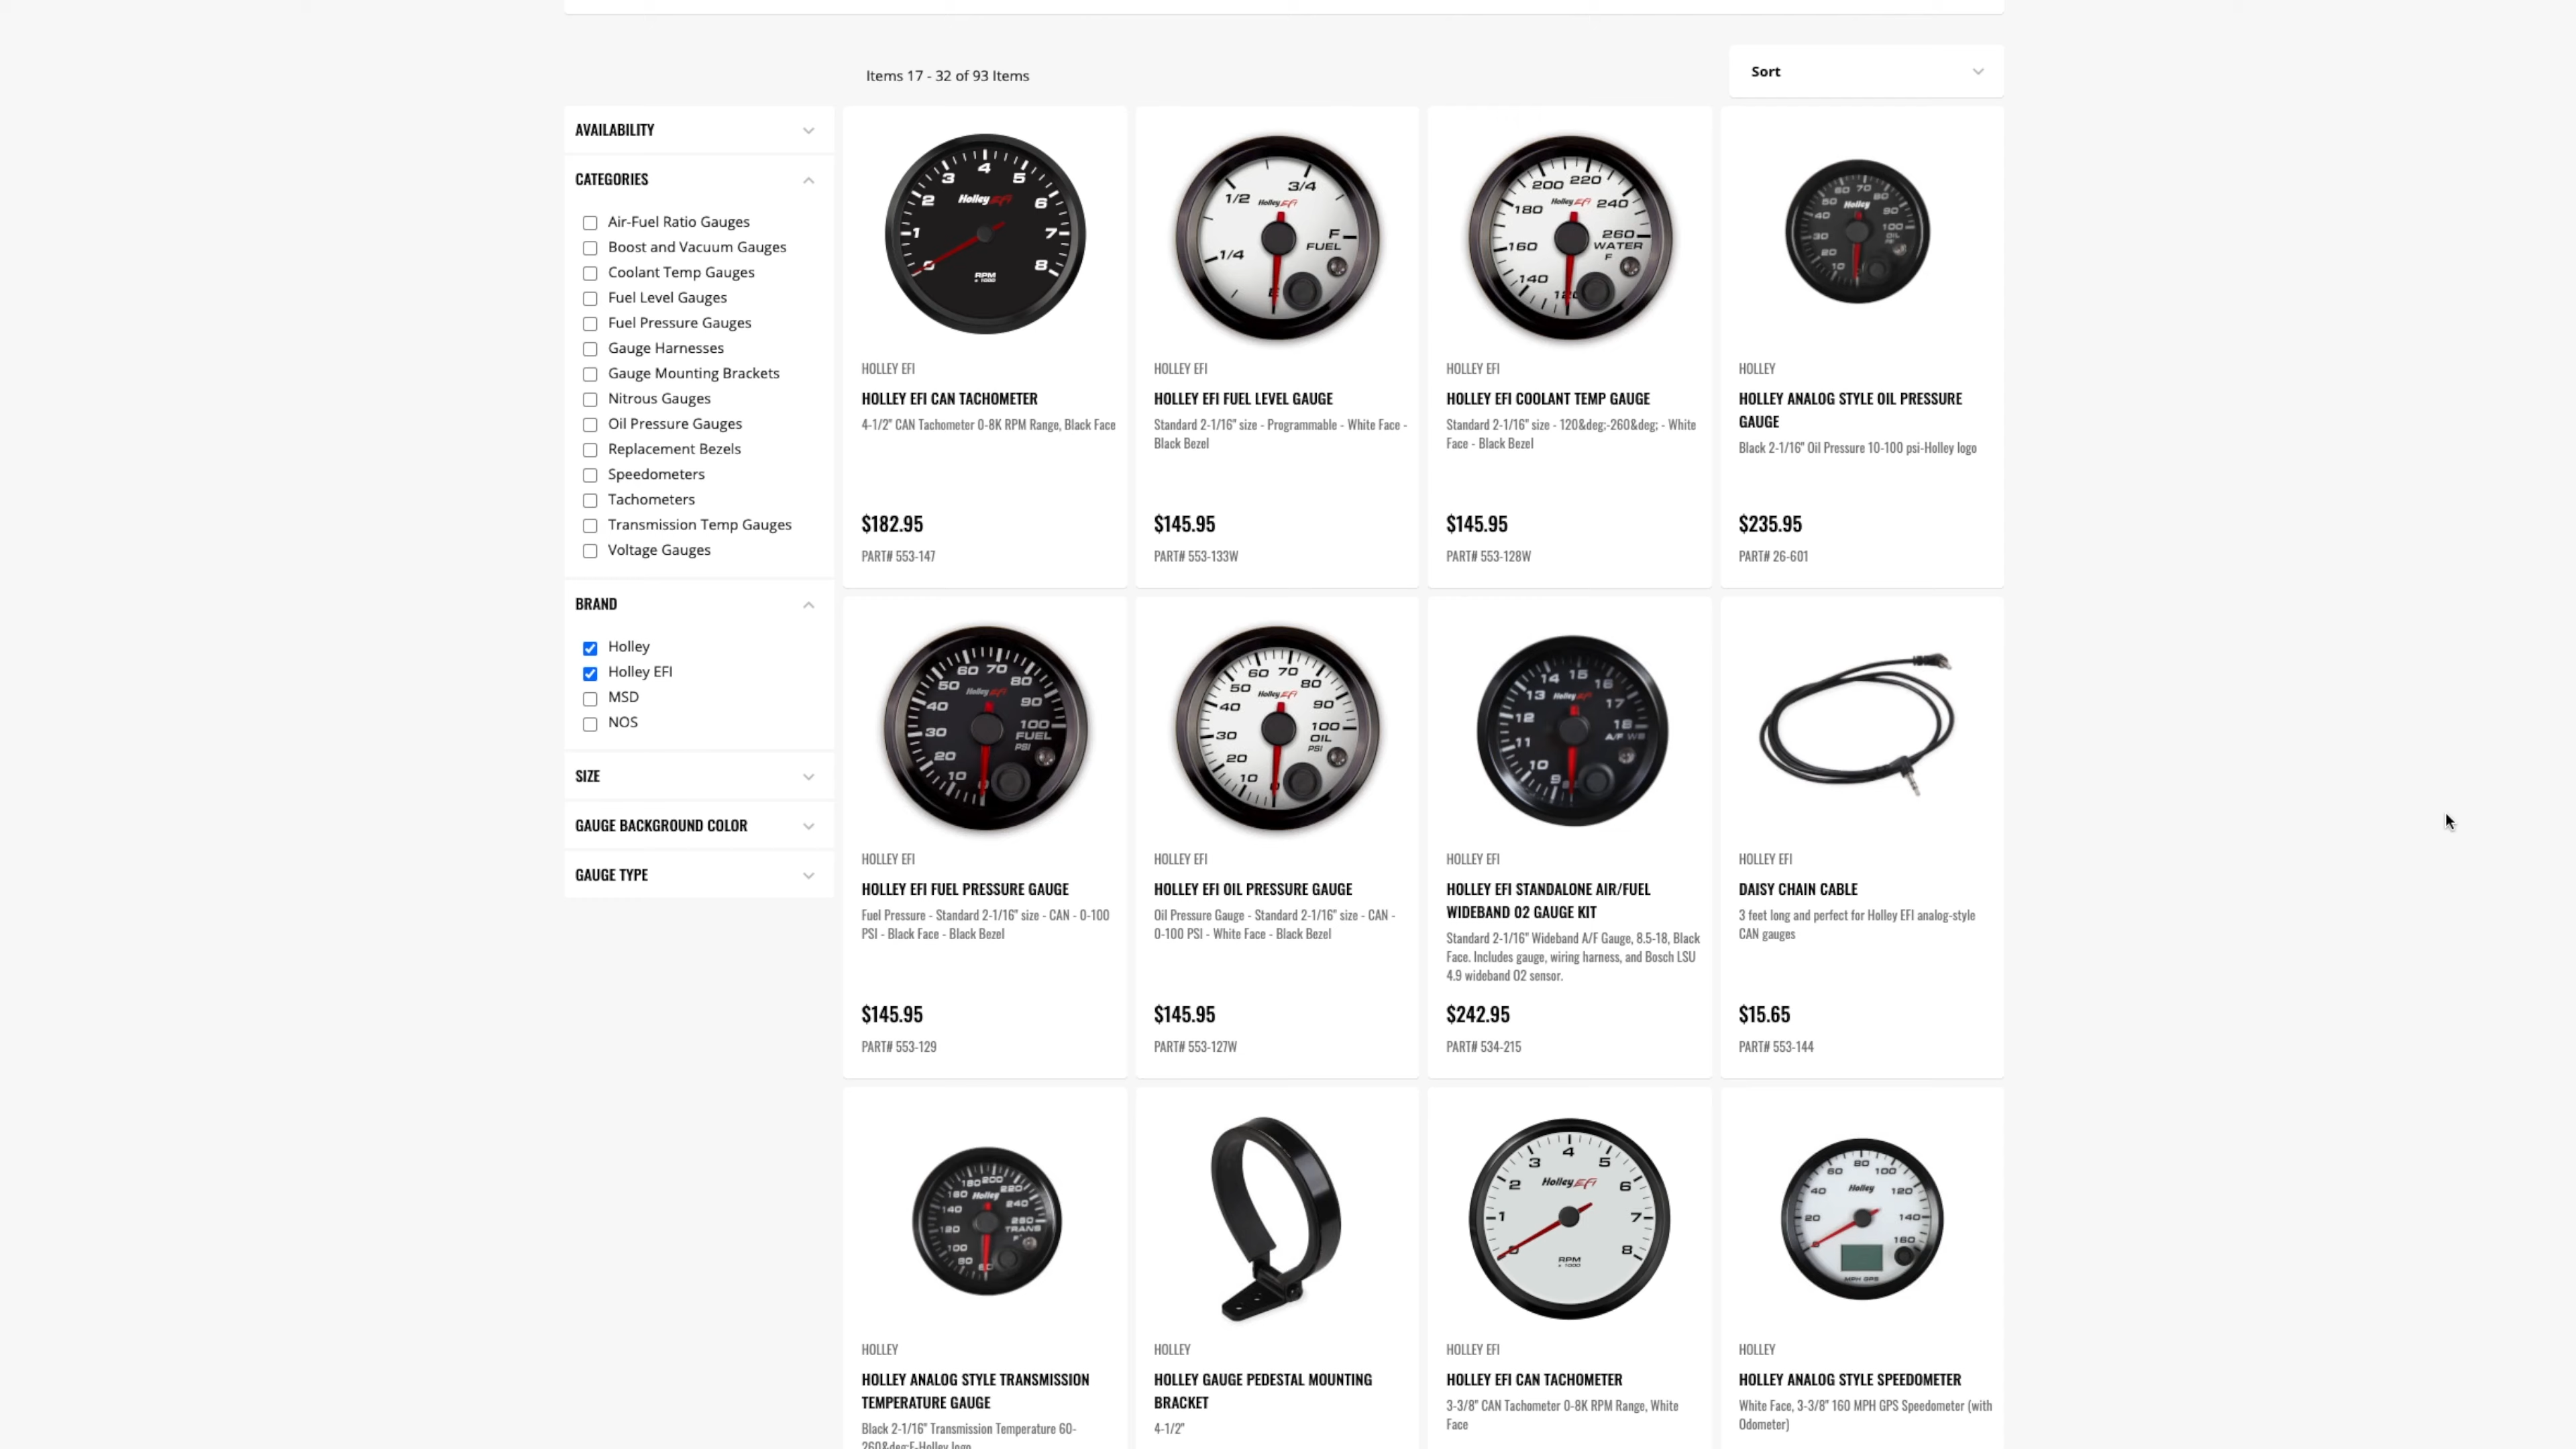 Items 17 - 32 of 93 Items
Sort
AVAILABILITY
CATEGORIES
Air-Fuel Ratio Gauges
Boost and Vacuum Gauges
Coolant Temp Gauges
Fuel Level Gauges
Fuel Pressure Gauges
Gauge Harnesses
Gauge Mounting Brackets
Nitrous Gauges
Oil Pressure Gauges
Replacement Bezels
Speedometers
Tachometers
Transmission Temp Gauges
Voltage Gauges
BRAND
Holley
Holley EFI
MSD
NOS
SIZE
GAUGE BACKGROUND COLOR
GAUGE TYPE
HOLLEY EFI
HOLLEY EFI CAN TACHOMETER
4-1/2" CAN Tachometer 0-8K RPM Range, Black Face
$182.95
PART# 553-147
HOLLEY EFI
HOLLEY EFI FUEL LEVEL GAUGE
Standard 2-1/16" size - Programmable - White Face -
Black Bezel
$145.95
PART# 553-133W
HOLLEY EFI
HOLLEY EFI COOLANT TEMP GAUGE
Standard 2-1/16" size - 120&deg;-260&deg; - White
Face - Black Bezel
$145.95
PART# 553-128W
HOLLEY
HOLLEY ANALOG STYLE OIL PRESSURE
GAUGE
Black 2-1/16" Oil Pressure 10-100 psi-Holley logo
$235.95
PART# 26-601
HOLLEY EFI
HOLLEY EFI FUEL PRESSURE GAUGE
Fuel Pressure - Standard 2-1/16" size - CAN - 0-100
PSI - Black Face - Black Bezel
$145.95
PART# 553-129
HOLLEY EFI
HOLLEY EFI OIL PRESSURE GAUGE
Oil Pressure Gauge - Standard 2-1/16" size - CAN -
0-100 PSI - White Face - Black Bezel
$145.95
PART# 553-127W
HOLLEY EFI
HOLLEY EFI STANDALONE AIR/FUEL
WIDEBAND O2 GAUGE KIT
Standard 2-1/16" Wideband A/F Gauge, 8.5-18, Black
Face. Includes gauge, wiring harness, and Bosch LSU
4.9 wideband O2 sensor.
$242.95
PART# 534-215
HOLLEY EFI
DAISY CHAIN CABLE
3 feet long and perfect for Holley EFI analog-style
CAN gauges
$15.65
PART# 553-144
HOLLEY
HOLLEY ANALOG STYLE TRANSMISSION
TEMPERATURE GAUGE
Black 2-1/16" Transmission Temperature 60-
260&deg;F-Holley logo
HOLLEY
HOLLEY GAUGE PEDESTAL MOUNTING
BRACKET
4-1/2"
HOLLEY EFI
HOLLEY EFI CAN TACHOMETER
3-3/8" CAN Tachometer 0-8K RPM Range, White
Face
HOLLEY
HOLLEY ANALOG STYLE SPEEDOMETER
White Face, 3-3/8" 160 MPH GPS Speedometer (with
Odometer)